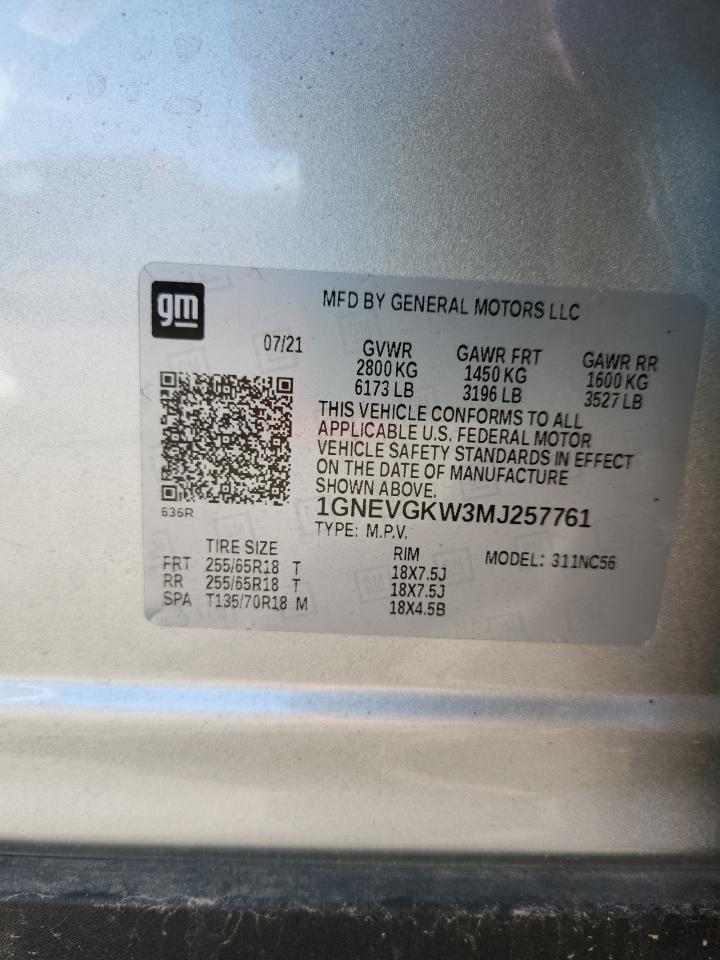 gm
MFD BY GENERAL MOTORS LLC
07/21
GVWR GAWR FRT GAWR RR
2800 KG 1450 KG 1600 KG
6173 LB 3196 LB 3527 LB
THIS VEHICLE CONFORMS TO ALL
APPLICABLE U.S. FEDERAL MOTOR
VEHICLE SAFETY STANDARDS IN EFFECT
ON THE DATE OF MANUFACTURE
SHOWN ABOVE.
636R
1GNEVGKW3MJ257761
TYPE: M.P.V.
TIRE SIZE RIM MODEL: 311NC56
FRT 255/65R18 T 18X7.5J
RR 255/65R18 T 18X7.5J
SPA T135/70R18 M 18X4.5B